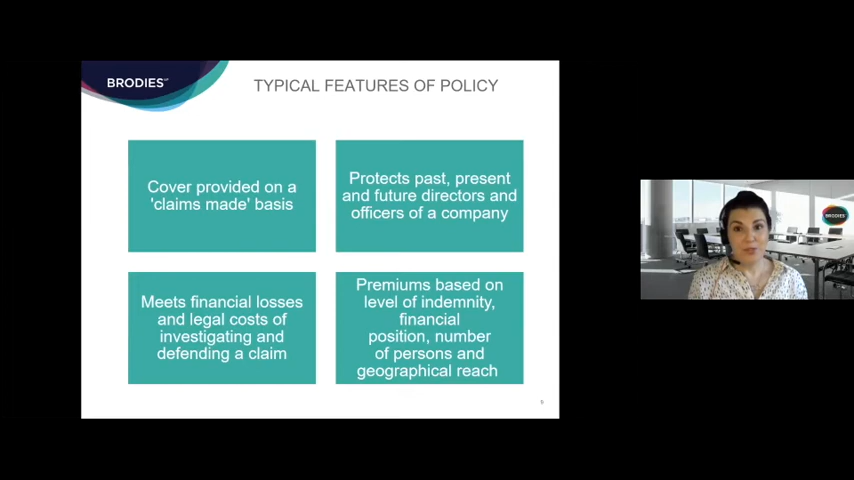 BRODIES LLP
TYPICAL FEATURES OF POLICY
Cover provided on a
'claims made' basis
Protects past, present
and future directors and
officers of a company
Meets financial losses
and legal costs of
investigating and
defending a claim
Premiums based on
level of indemnity,
financial
position, number
of persons and
geographical reach
BRODIES